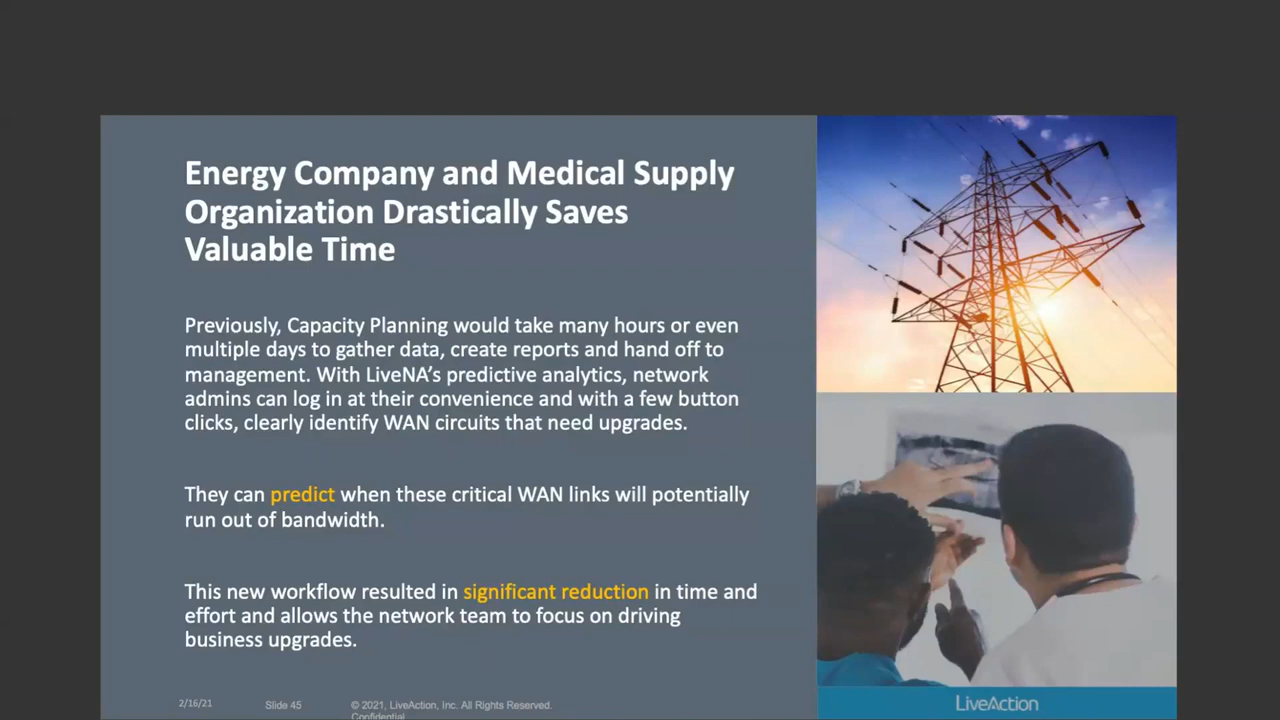 Energy Company and Medical Supply
Organization Drastically Saves
Valuable Time
Previously, Capacity Planning would take many hours or even
multiple days to gather data, create reports and hand off to
management. With LiveNA’s predictive analytics, network
admins can log in at their convenience and with a few button
clicks, clearly identify WAN circuits that need upgrades.
They can predict when these critical WAN links will potentially
run out of bandwidth.
This new workflow resulted in significant reduction in time and
effort and allows the network team to focus on driving
business upgrades.
2/16/21
Slide 45
© 2021, LiveAction, Inc. All Rights Reserved.
Confidential
LiveAction